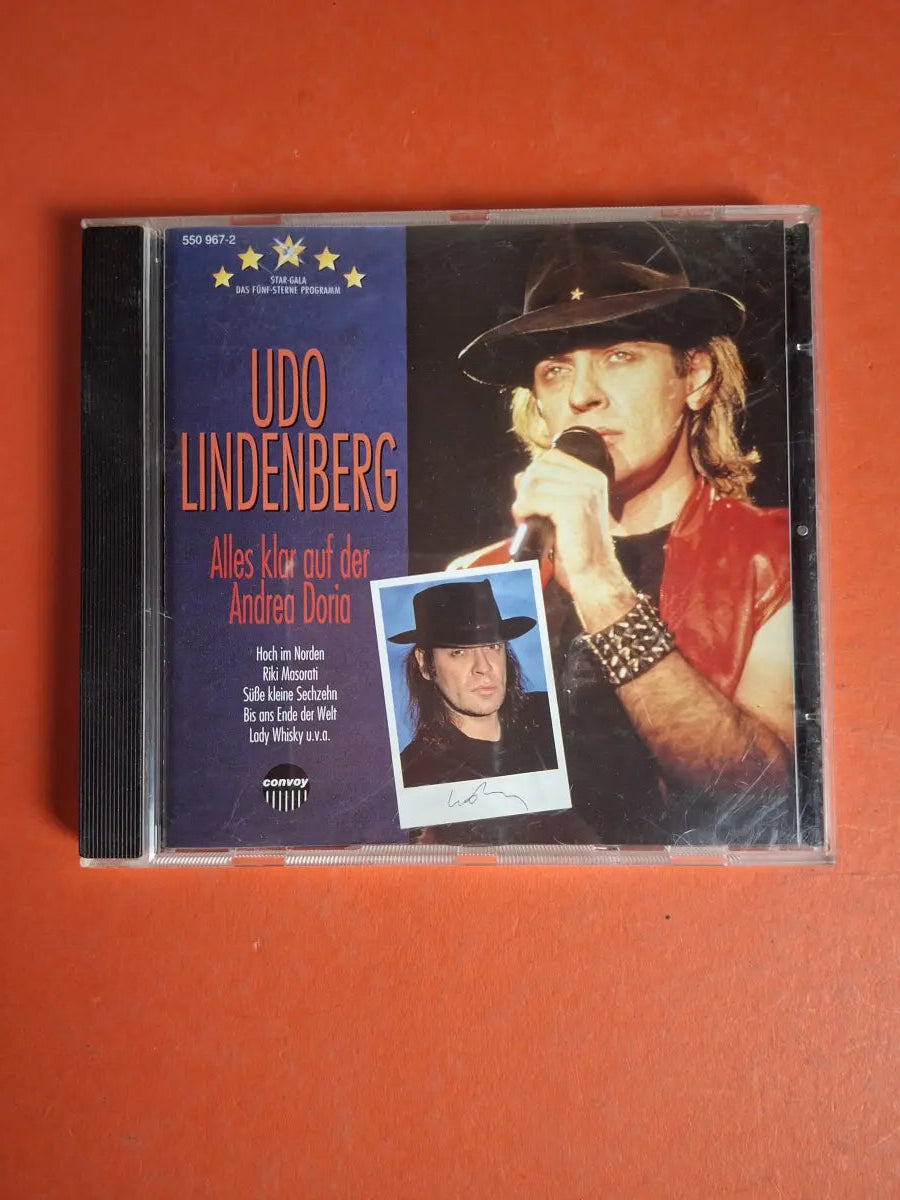 550 967-2
STAR-GALA
DAS FÜNF-STERNE PROGRAMM
UDO
LINDENBERG
Alles klar auf der
Andrea Doria
Hoch im Norden
Riki Masorati
Süße kleine Sechzehn
Bis ans Ende der Welt
Lady Whisky u.v.a.
convoy